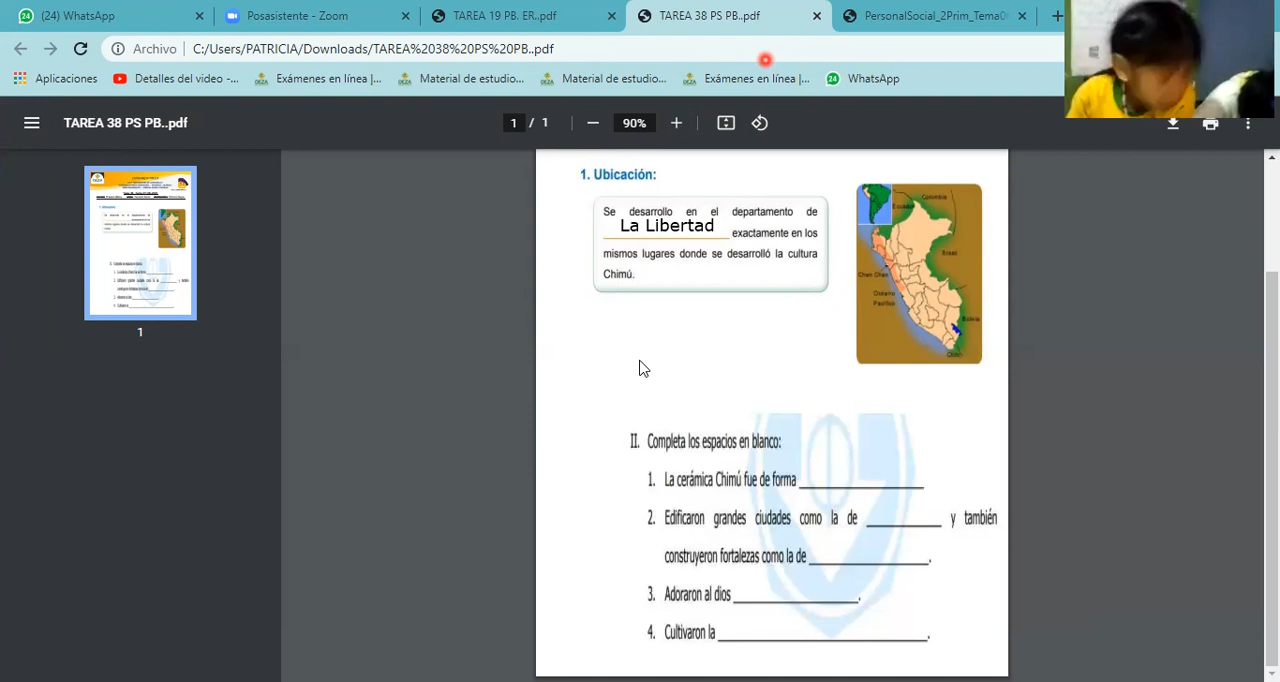 (24) WhatsApp
Posasistente - Zoom
TAREA 19 PB. ER..pdf
TAREA 38 PS PB..pdf
PersonalSocial_2Prim_Tema0
Archivo
C:/Users/PATRICIA/Downloads/TAREA%2038%20PS%20PB..pdf
Aplicaciones
Detalles del video -...
Exámenes en línea |...
Material de estudio...
Material de estudio...
Exámenes en línea |...
WhatsApp
TAREA 38 PS PB..pdf
1 / 1
90%
1
1. Ubicación:
Se desarrollo en el departamento de
La Libertad exactamente en los
mismos lugares donde se desarrolló la cultura
Chimú.
Colombia
Ecuador
Brasil
Chan Chan
Océano
Pacífico
Bolivia
Chile
II. Completa los espacios en blanco:
1. La cerámica Chimú fue de forma ____________
2. Edificaron grandes ciudades como la de ________ y también
construyeron fortalezas como la de ____________.
3. Adoraron al dios ____________.
4. Cultivaron la ____________________.